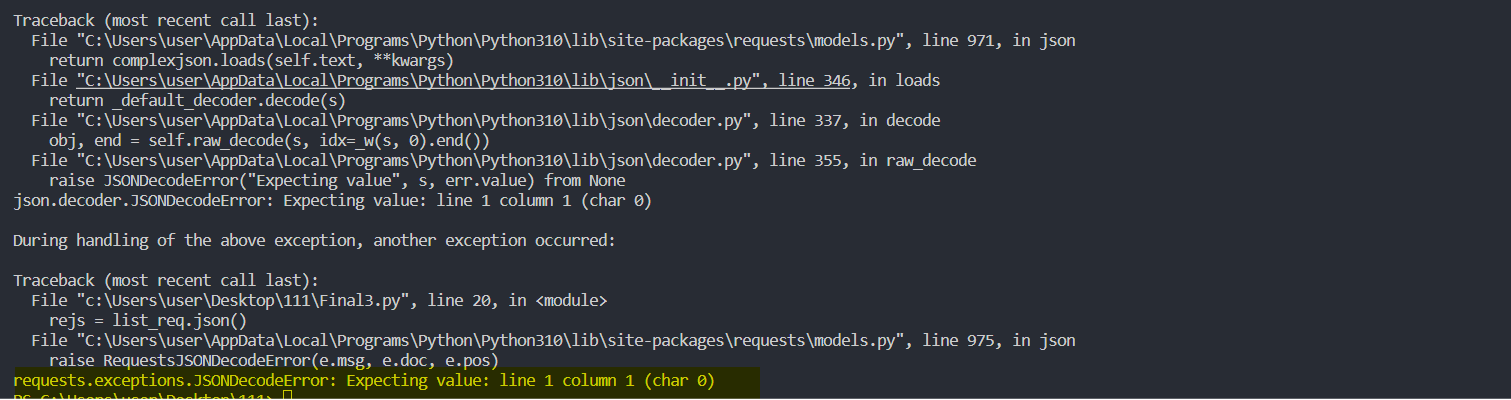 Traceback (most recent call last):
  File "C:\Users\user\AppData\Local\Programs\Python\Python310\lib\site-packages\requests\models.py", line 971, in json
    return complexjson.loads(self.text, **kwargs)
  File "C:\Users\user\AppData\Local\Programs\Python\Python310\lib\json\__init__.py", line 346, in loads
    return _default_decoder.decode(s)
  File "C:\Users\user\AppData\Local\Programs\Python\Python310\lib\json\decoder.py", line 337, in decode
    obj, end = self.raw_decode(s, idx=_w(s, 0).end())
  File "C:\Users\user\AppData\Local\Programs\Python\Python310\lib\json\decoder.py", line 355, in raw_decode
    raise JSONDecodeError("Expecting value", s, err.value) from None
json.decoder.JSONDecodeError: Expecting value: line 1 column 1 (char 0)

During handling of the above exception, another exception occurred:

Traceback (most recent call last):
  File "c:\Users\user\Desktop\111\Final3.py", line 20, in <module>
    rejs = list_req.json()
  File "C:\Users\user\AppData\Local\Programs\Python\Python310\lib\site-packages\requests\models.py", line 975, in json
    raise RequestsJSONDecodeError(e.msg, e.doc, e.pos)
requests.exceptions.JSONDecodeError: Expecting value: line 1 column 1 (char 0)
PS C:\Users\user\Desktop\111>